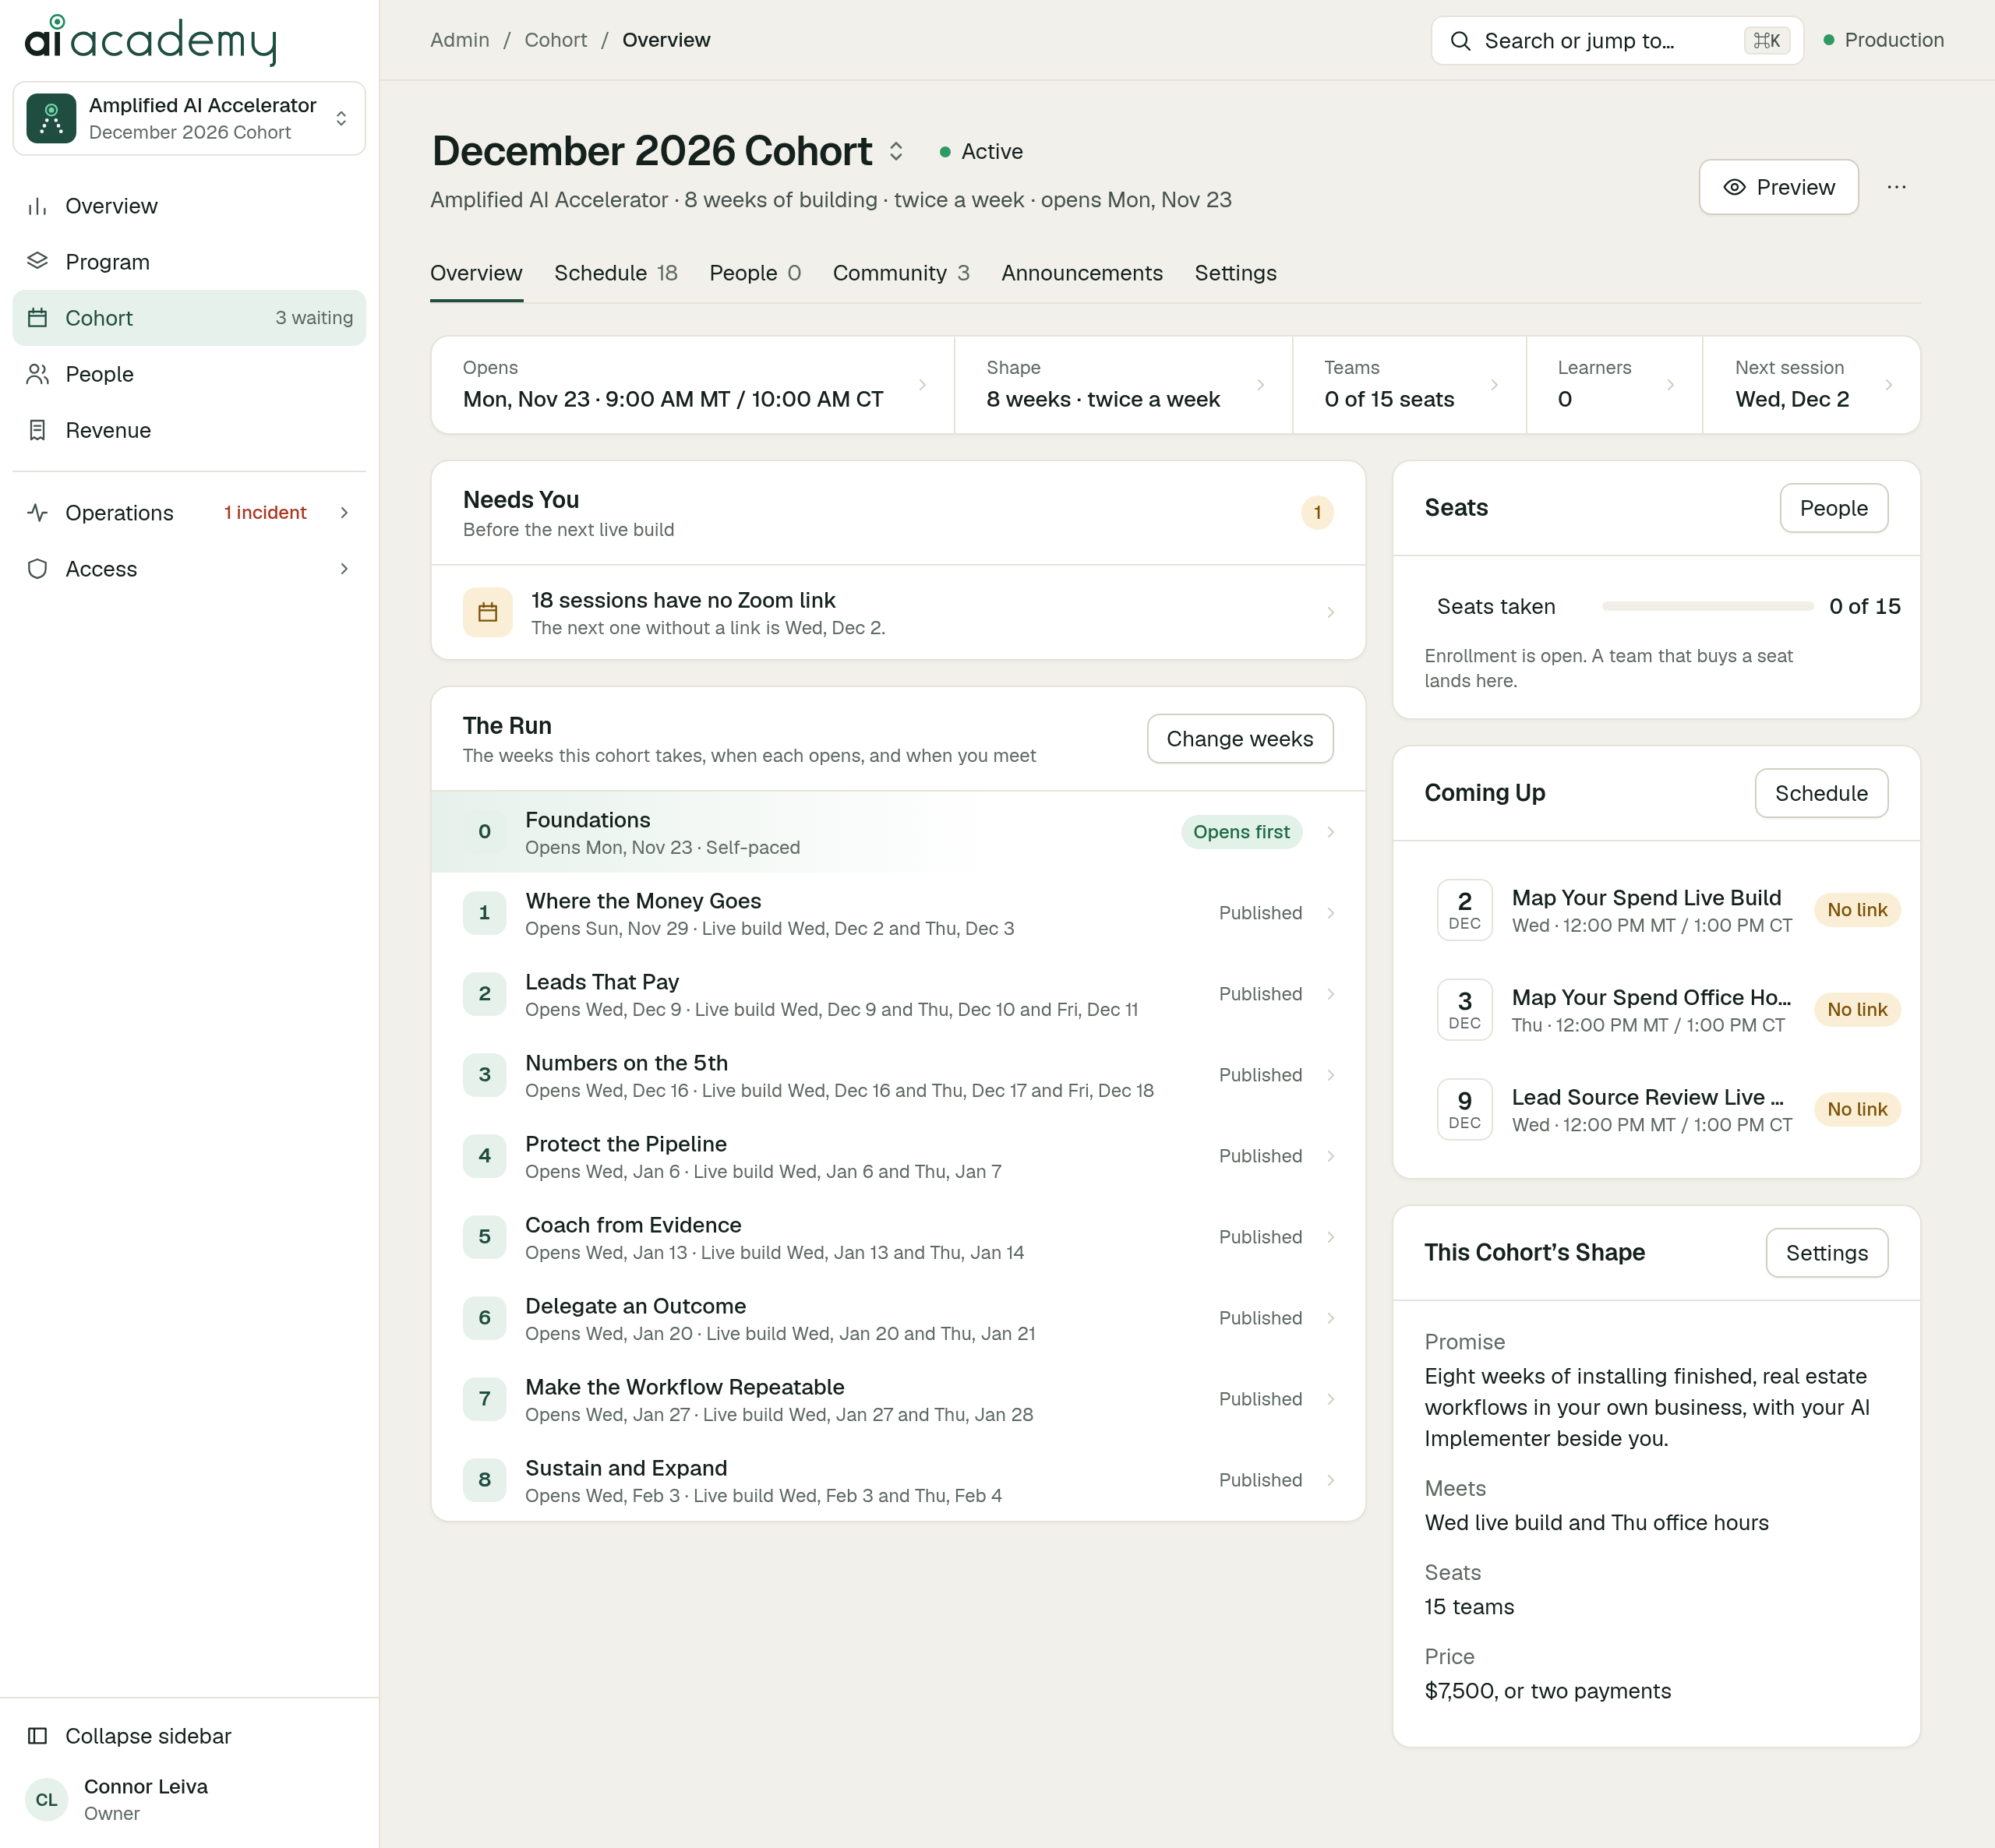 ai academy
Amplified AI Accelerator
December 2026 Cohort
Overview
Program
Cohort 3 waiting
People
Revenue
Operations 1 incident
Access
Collapse sidebar
CL
Connor Leiva
Owner
Admin / Cohort / Overview
Search or jump to... ⌘K
Production
December 2026 Cohort
Active
Amplified AI Accelerator · 8 weeks of building · twice a week · opens Mon, Nov 23
Preview
Overview Schedule 18 People 0 Community 3 Announcements Settings
Opens
Mon, Nov 23 · 9:00 AM MT / 10:00 AM CT
Shape
8 weeks · twice a week
Teams
0 of 15 seats
Learners
0
Next session
Wed, Dec 2
Needs You
Before the next live build
1
18 sessions have no Zoom link
The next one without a link is Wed, Dec 2.
The Run
The weeks this cohort takes, when each opens, and when you meet
Change weeks
0
Foundations
Opens Mon, Nov 23 · Self-paced
Opens first
1
Where the Money Goes
Opens Sun, Nov 29 · Live build Wed, Dec 2 and Thu, Dec 3
Published
2
Leads That Pay
Opens Wed, Dec 9 · Live build Wed, Dec 9 and Thu, Dec 10 and Fri, Dec 11
Published
3
Numbers on the 5th
Opens Wed, Dec 16 · Live build Wed, Dec 16 and Thu, Dec 17 and Fri, Dec 18
Published
4
Protect the Pipeline
Opens Wed, Jan 6 · Live build Wed, Jan 6 and Thu, Jan 7
Published
5
Coach from Evidence
Opens Wed, Jan 13 · Live build Wed, Jan 13 and Thu, Jan 14
Published
6
Delegate an Outcome
Opens Wed, Jan 20 · Live build Wed, Jan 20 and Thu, Jan 21
Published
7
Make the Workflow Repeatable
Opens Wed, Jan 27 · Live build Wed, Jan 27 and Thu, Jan 28
Published
8
Sustain and Expand
Opens Wed, Feb 3 · Live build Wed, Feb 3 and Thu, Feb 4
Published
Seats
People
Seats taken 0 of 15
Enrollment is open. A team that buys a seat
lands here.
Coming Up
Schedule
2
DEC
Map Your Spend Live Build
Wed · 12:00 PM MT / 1:00 PM CT
No link
3
DEC
Map Your Spend Office Ho...
Thu · 12:00 PM MT / 1:00 PM CT
No link
9
DEC
Lead Source Review Live ...
Wed · 12:00 PM MT / 1:00 PM CT
No link
This Cohort’s Shape
Settings
Promise
Eight weeks of installing finished, real estate
workflows in your own business, with your AI
Implementer beside you.
Meets
Wed live build and Thu office hours
Seats
15 teams
Price
$7,500, or two payments